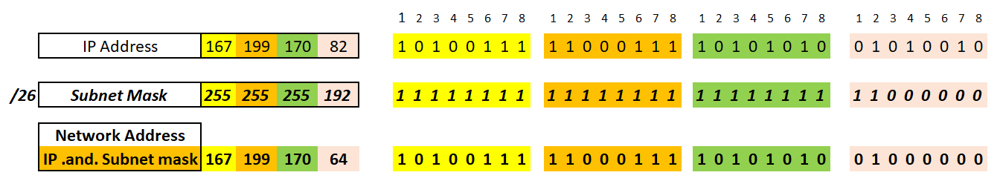 1 2 3 4 5 6 7 8 1 2 3 4 5 6 7 8 1 2 3 4 5 6 7 8 1 2 3 4 5 6 7 8
IP Address 167 199 170 82 1 0 1 0 0 1 1 1 1 1 0 0 0 1 1 1 1 0 1 0 1 0 1 0 0 1 0 1 0 0 1 0
/26 Subnet Mask 255 255 255 192 1 1 1 1 1 1 1 1 1 1 1 1 1 1 1 1 1 1 1 1 1 1 1 1 1 1 0 0 0 0 0 0
Network Address
IP .and. Subnet mask 167 199 170 64 1 0 1 0 0 1 1 1 1 1 0 0 0 1 1 1 1 0 1 0 1 0 1 0 0 1 0 0 0 0 0 0